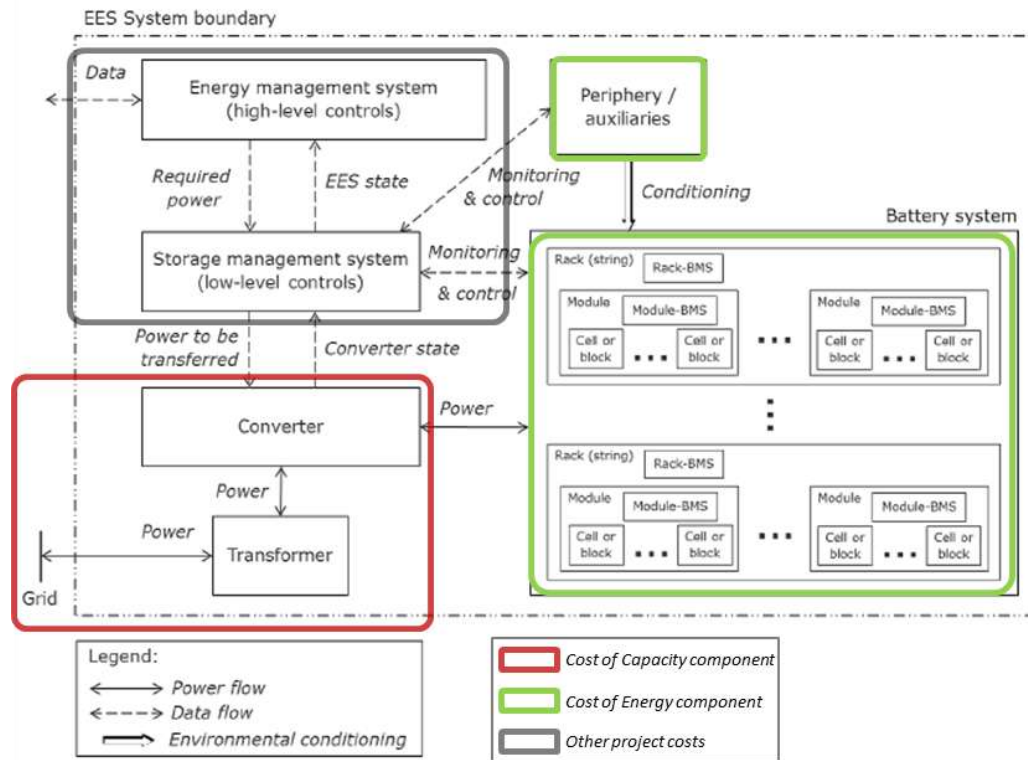 EES System boundary
Data
Energy management system
(high-level controls)
Periphery /
auxiliaries
Required
power
EES state
Monitoring
& control
Conditioning
Battery system
Storage management system
(low-level controls)
Monitoring
& control
Rack (string)
Rack-BMS
Module
Module-BMS
Cell or
block
Cell or
block
Module
Module-BMS
Cell or
block
Cell or
block
Power to be
transferred
Converter state
Converter
Power
Power
Transformer
Power
Grid
Rack (string)
Rack-BMS
Module
Module-BMS
Cell or
block
Cell or
block
Module
Module-BMS
Cell or
block
Cell or
block
Legend:
Power flow
Data flow
Environmental conditioning
Cost of Capacity component
Cost of Energy component
Other project costs